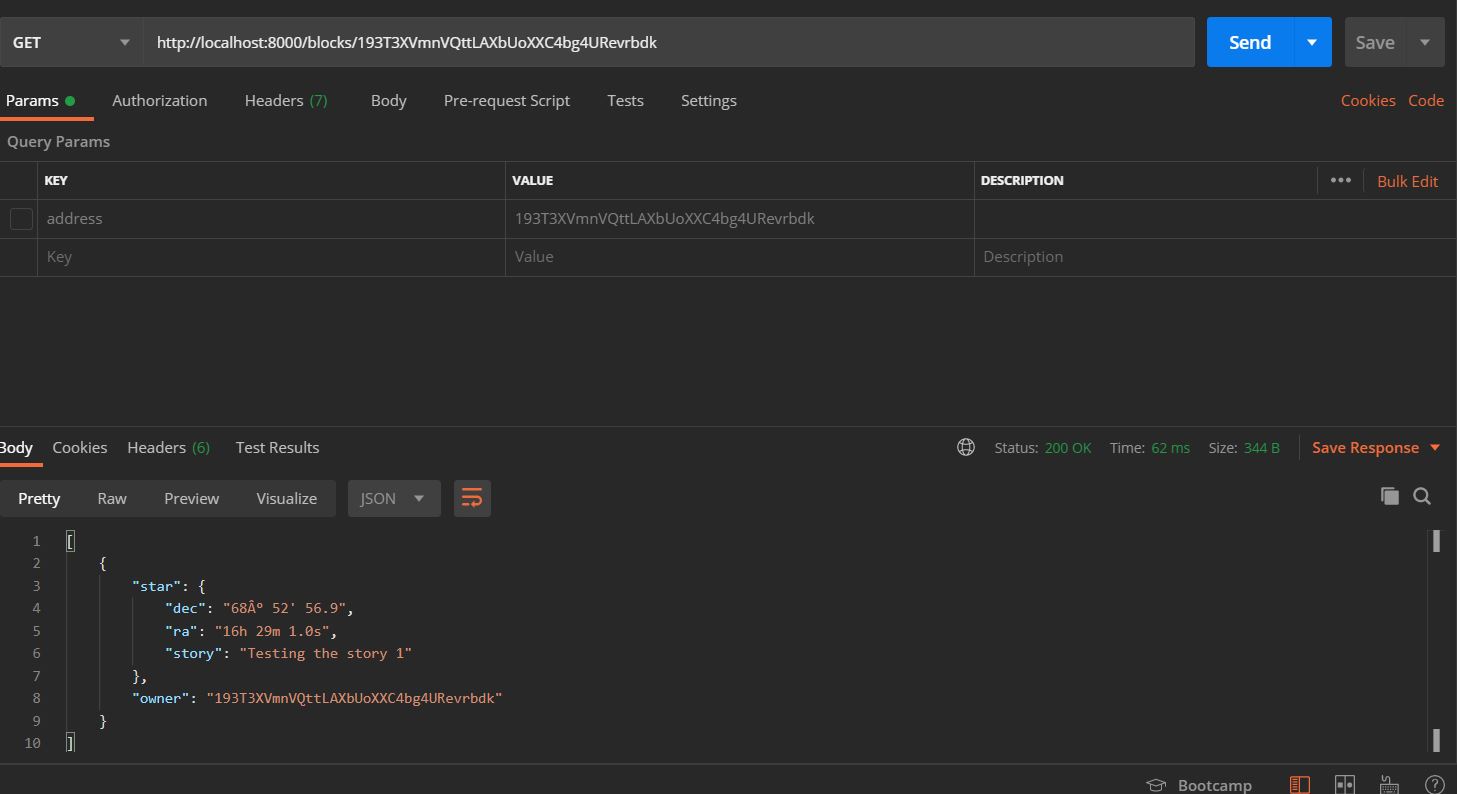 GET http://localhost:8000/blocks/193T3XVmnVQttLAXbUoXXC4bg4URevrbdk Send Save
Params Authorization Headers (7) Body Pre-request Script Tests Settings Cookies Code
Query Params
KEY VALUE DESCRIPTION ••• Bulk Edit
address 193T3XVmnVQttLAXbUoXXC4bg4URevrbdk
Key Value Description
Body Cookies Headers (6) Test Results Status: 200 OK Time: 62 ms Size: 344 B Save Response
Pretty Raw Preview Visualize JSON
1 [
2 {
3 "star": {
4 "dec": "68Âº 52' 56.9",
5 "ra": "16h 29m 1.0s",
6 "story": "Testing the story 1"
7 },
8 "owner": "193T3XVmnVQttLAXbUoXXC4bg4URevrbdk"
9 }
10 ]
Bootcamp